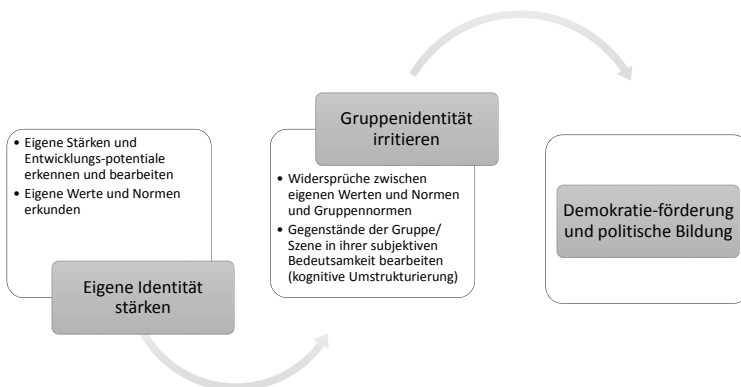 • Eigene Stärken und
Entwicklungs-potentiale
erkennen und bearbeiten
• Eigene Werte und Normen
erkunden
Eigene Identität
stärken
Gruppenidentität
irritieren
• Widersprüche zwischen
eigenen Werten und Normen
und Gruppennormen
• Gegenstände der Gruppe/
Szene in ihrer subjektiven
Bedeutsamkeit bearbeiten
(kognitive Umstrukturierung)
Demokratie-förderung
und politische Bildung